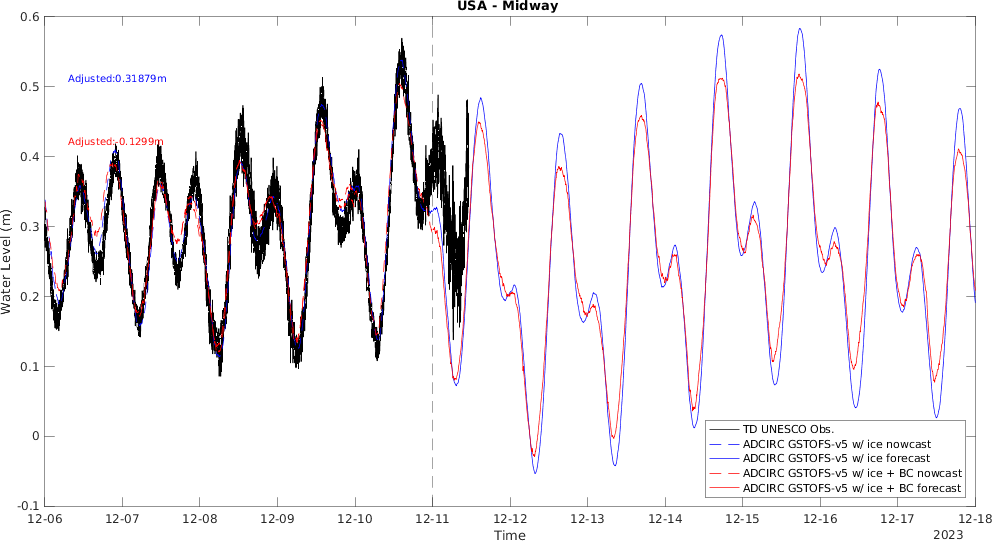 USA - Midway
0.6
0.5
0.4
0.3
0.2
0.1
0
-0.1
Water Level (m)
Adjusted:0.31879m
Adjusted:-0.1299m
TD UNESCO Obs.
ADCIRC GSTOFS-v5 w/ ice nowcast
ADCIRC GSTOFS-v5 w/ ice forecast
ADCIRC GSTOFS-v5 w/ ice + BC nowcast
ADCIRC GSTOFS-v5 w/ ice + BC forecast
12-06 12-07 12-08 12-09 12-10 12-11 12-12 12-13 12-14 12-15 12-16 12-17 12-18
Time
2023